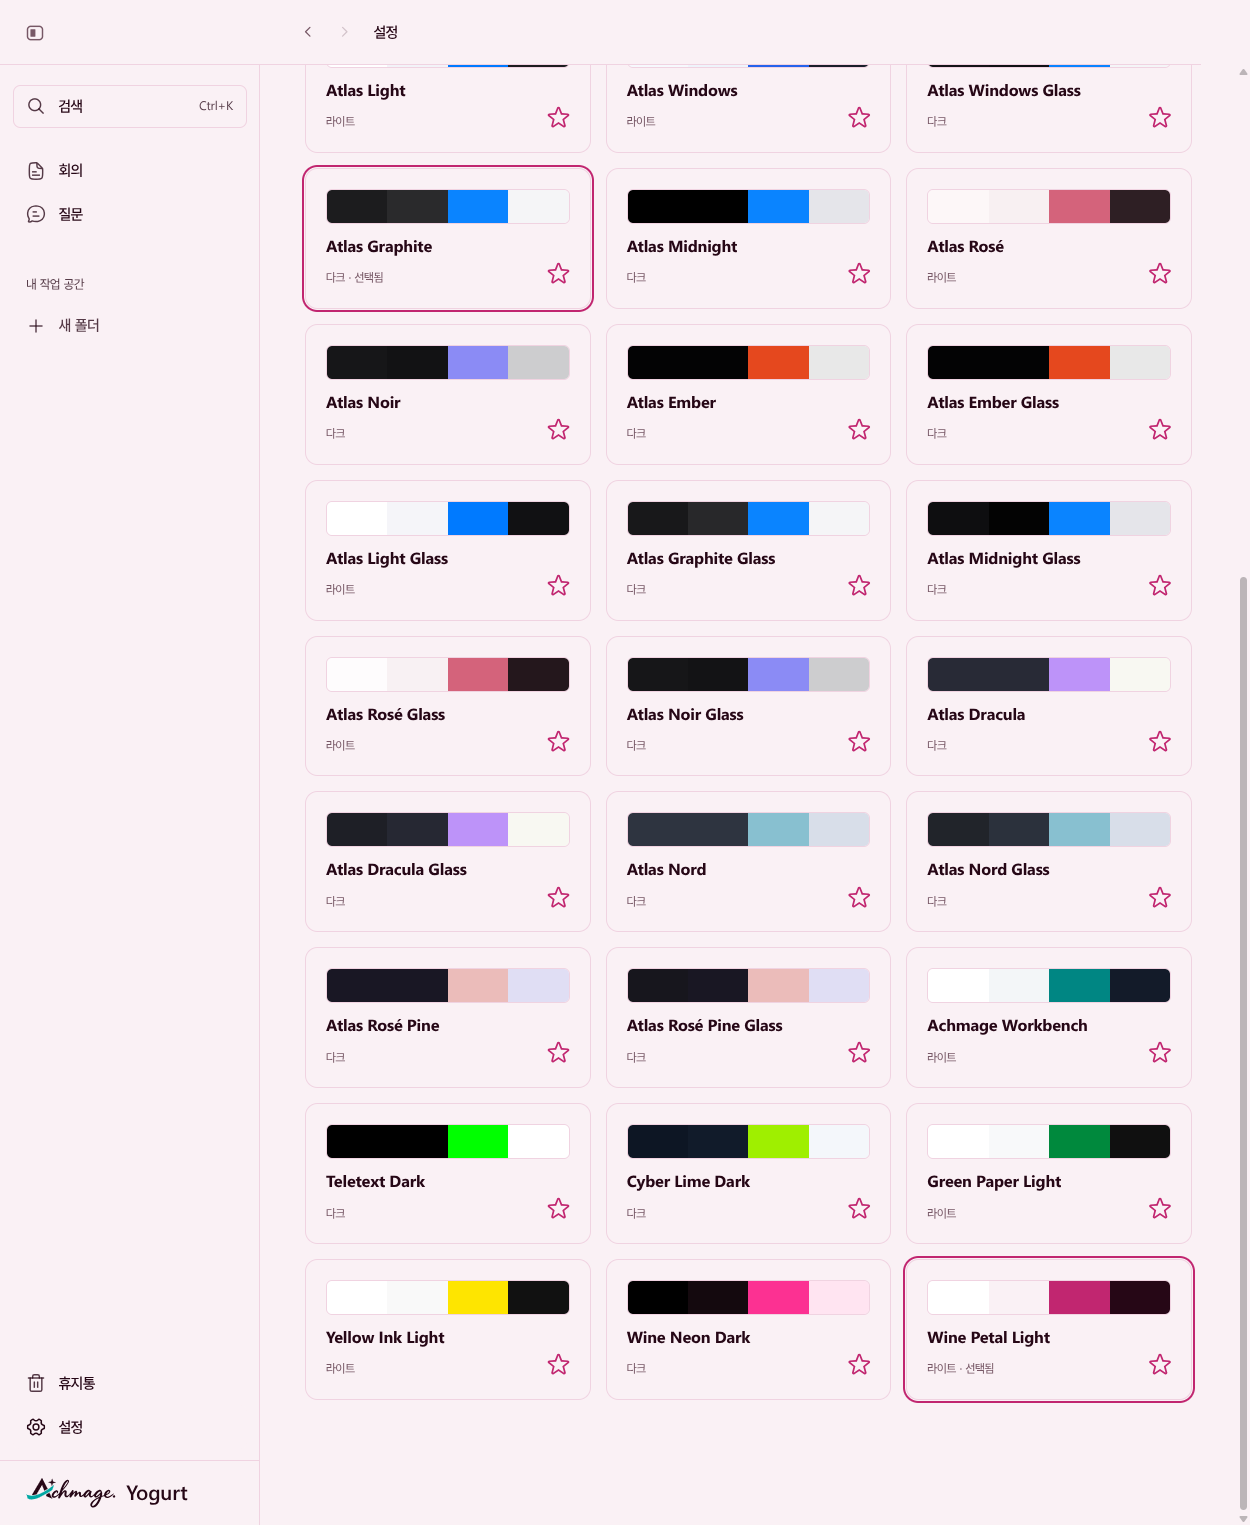 설정
검색 Ctrl+K
회의
질문
내 작업 공간
새 폴더
휴지통
설정
Achmage. Yogurt
Atlas Light
라이트
Atlas Windows
라이트
Atlas Windows Glass
다크
Atlas Graphite
다크 · 선택됨
Atlas Midnight
다크
Atlas Rosé
라이트
Atlas Noir
다크
Atlas Ember
다크
Atlas Ember Glass
다크
Atlas Light Glass
라이트
Atlas Graphite Glass
다크
Atlas Midnight Glass
다크
Atlas Rosé Glass
라이트
Atlas Noir Glass
다크
Atlas Dracula
다크
Atlas Dracula Glass
다크
Atlas Nord
다크
Atlas Nord Glass
다크
Atlas Rosé Pine
다크
Atlas Rosé Pine Glass
다크
Achmage Workbench
라이트
Teletext Dark
다크
Cyber Lime Dark
다크
Green Paper Light
라이트
Yellow Ink Light
라이트
Wine Neon Dark
다크
Wine Petal Light
라이트 · 선택됨